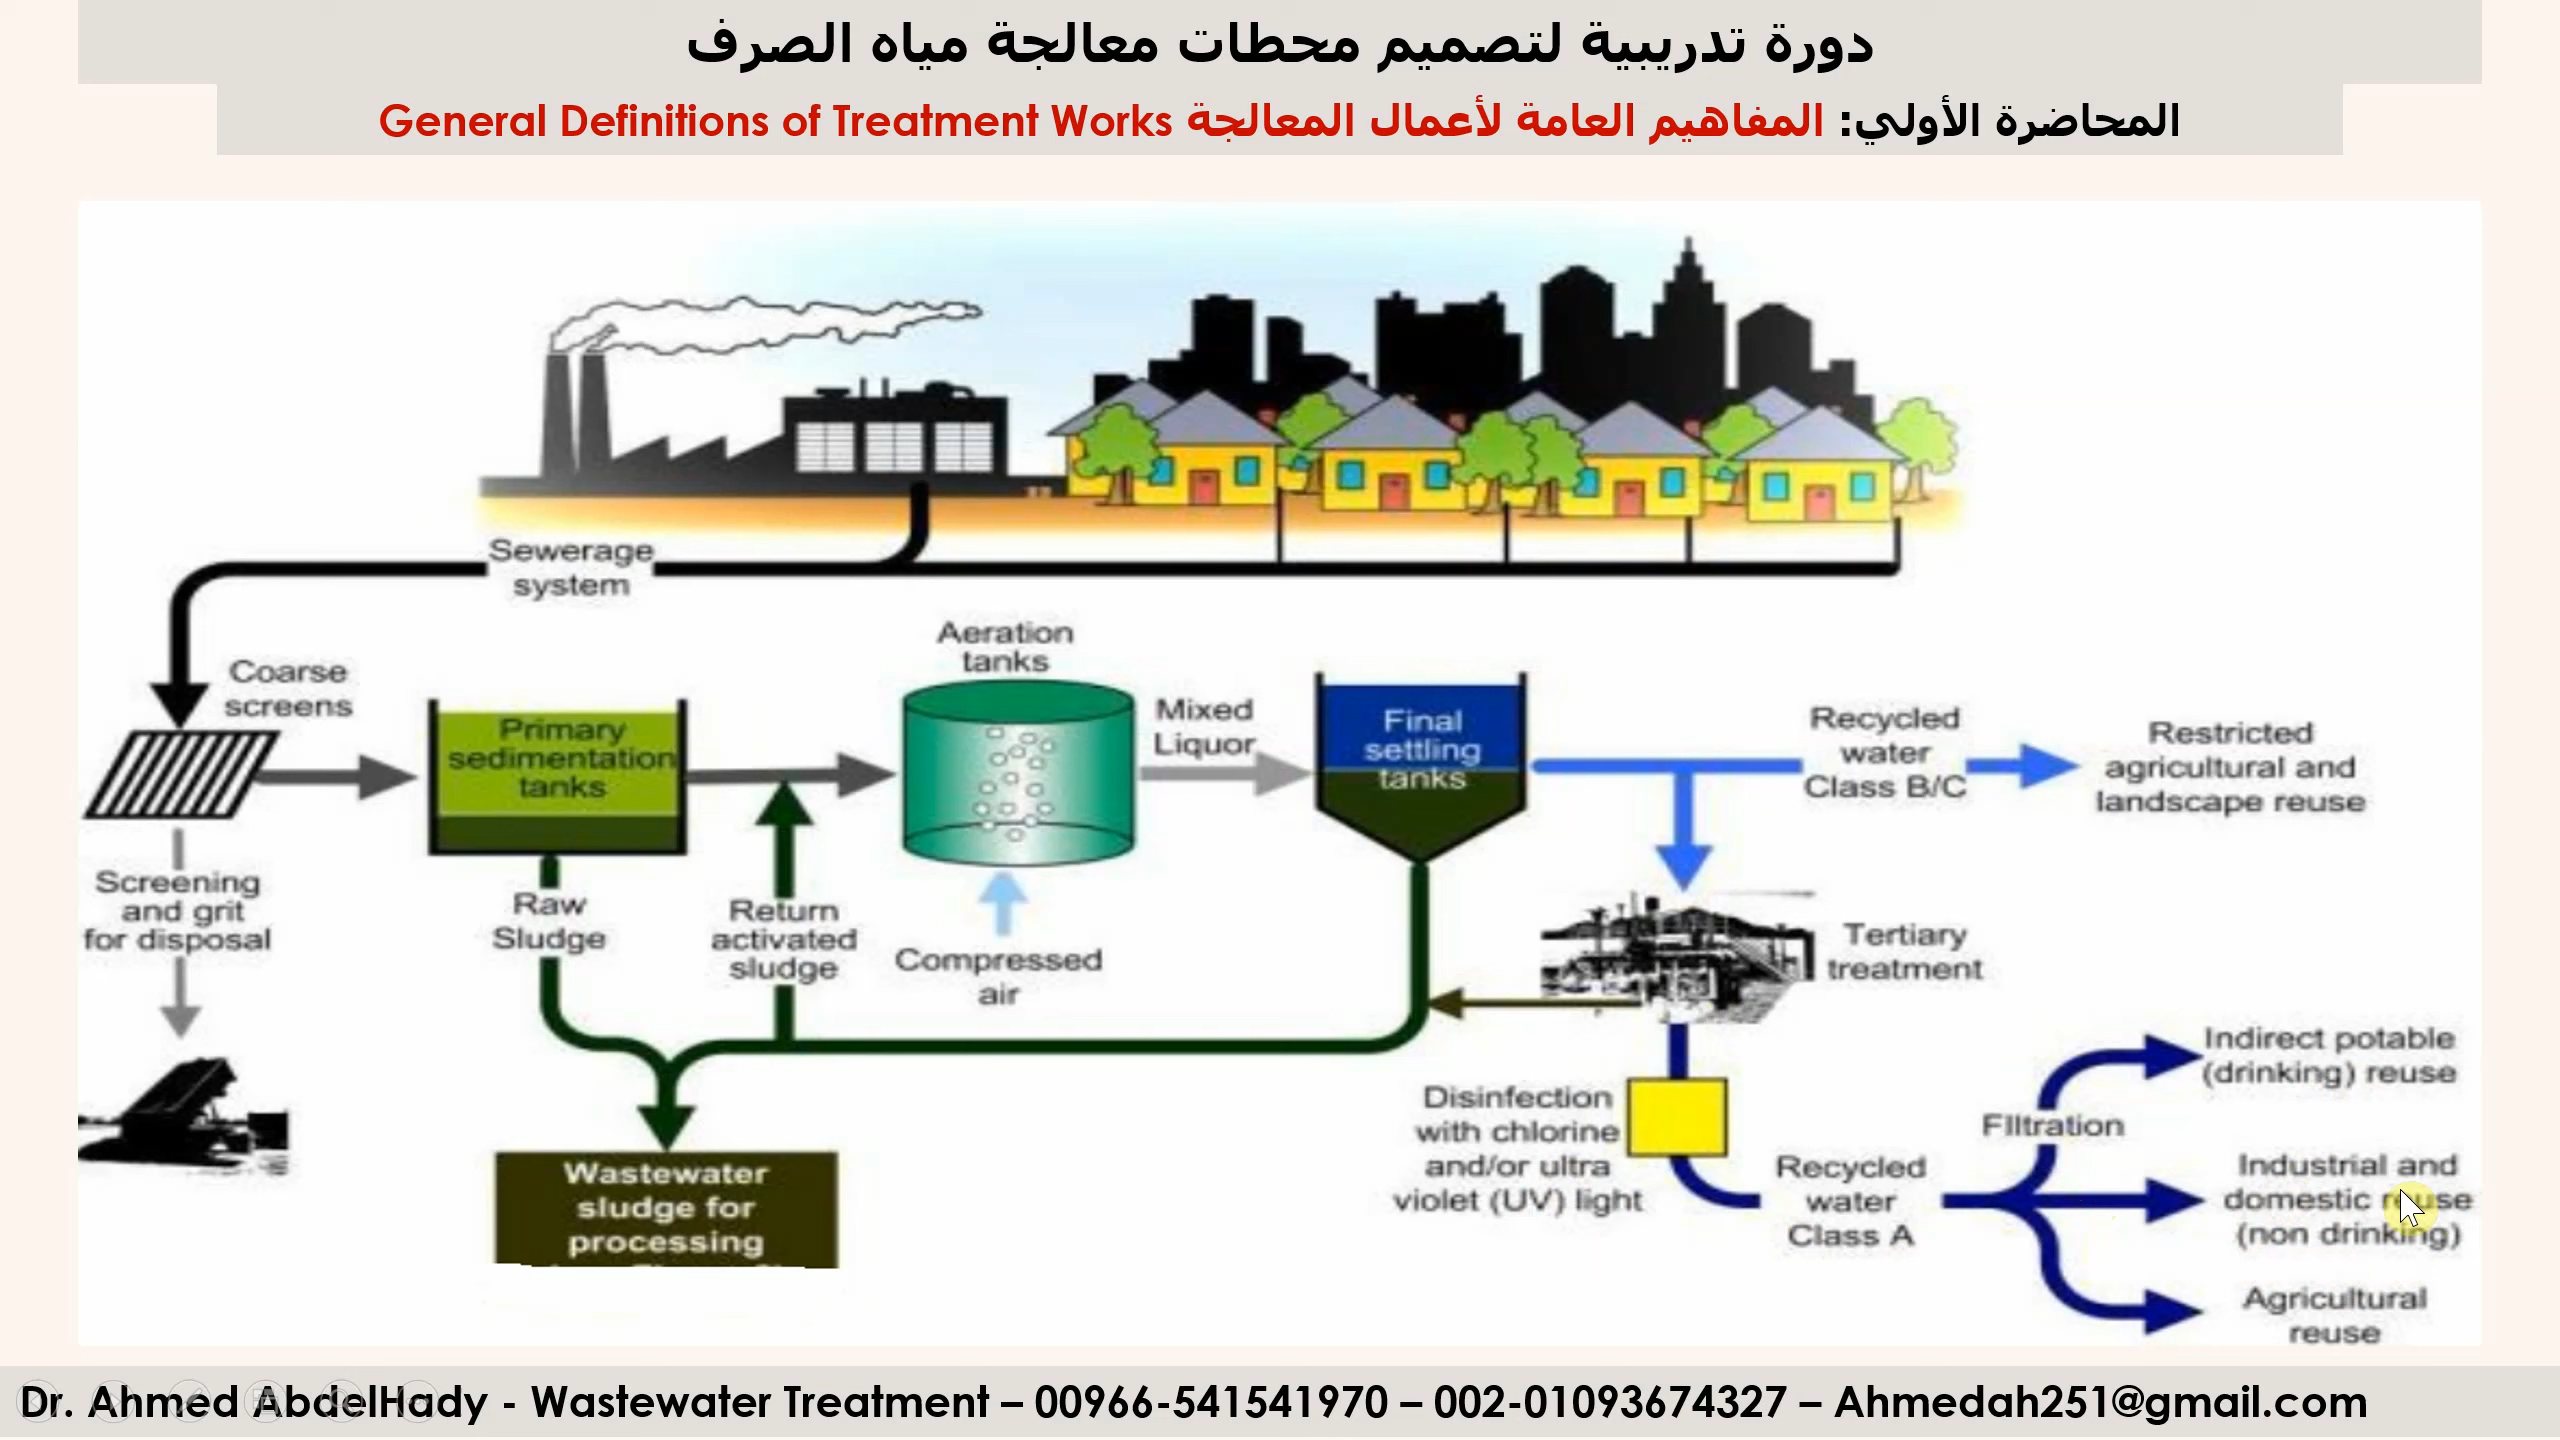 دورة تدريبية لتصميم محطات معالجة مياه الصرف
المحاضرة الأولي: المفاهيم العامة لأعمال المعالجة General Definitions of Treatment Works
Sewerage
system
Coarse
screens
Screening
and grit
for disposal
Primary
sedimentation
tanks
Raw
Sludge
Return
activated
sludge
Aeration
tanks
Compressed
air
Mixed
Liquor
Final
settling
tanks
Recycled
water
Class B/C
Restricted
agricultural and
landscape reuse
Tertiary
treatment
Disinfection
with chlorine
and/or ultra
violet (UV) light
Recycled
water
Class A
FIltration
Indirect potable
(drinking) reuse
Industrial and
domestic reuse
(non drinking)
Agricultural
reuse
Wastewater
sludge for
processing
Dr. Ahmed AbdelHady - Wastewater Treatment – 00966-541541970 – 002-01093674327 – Ahmedah251@gmail.com